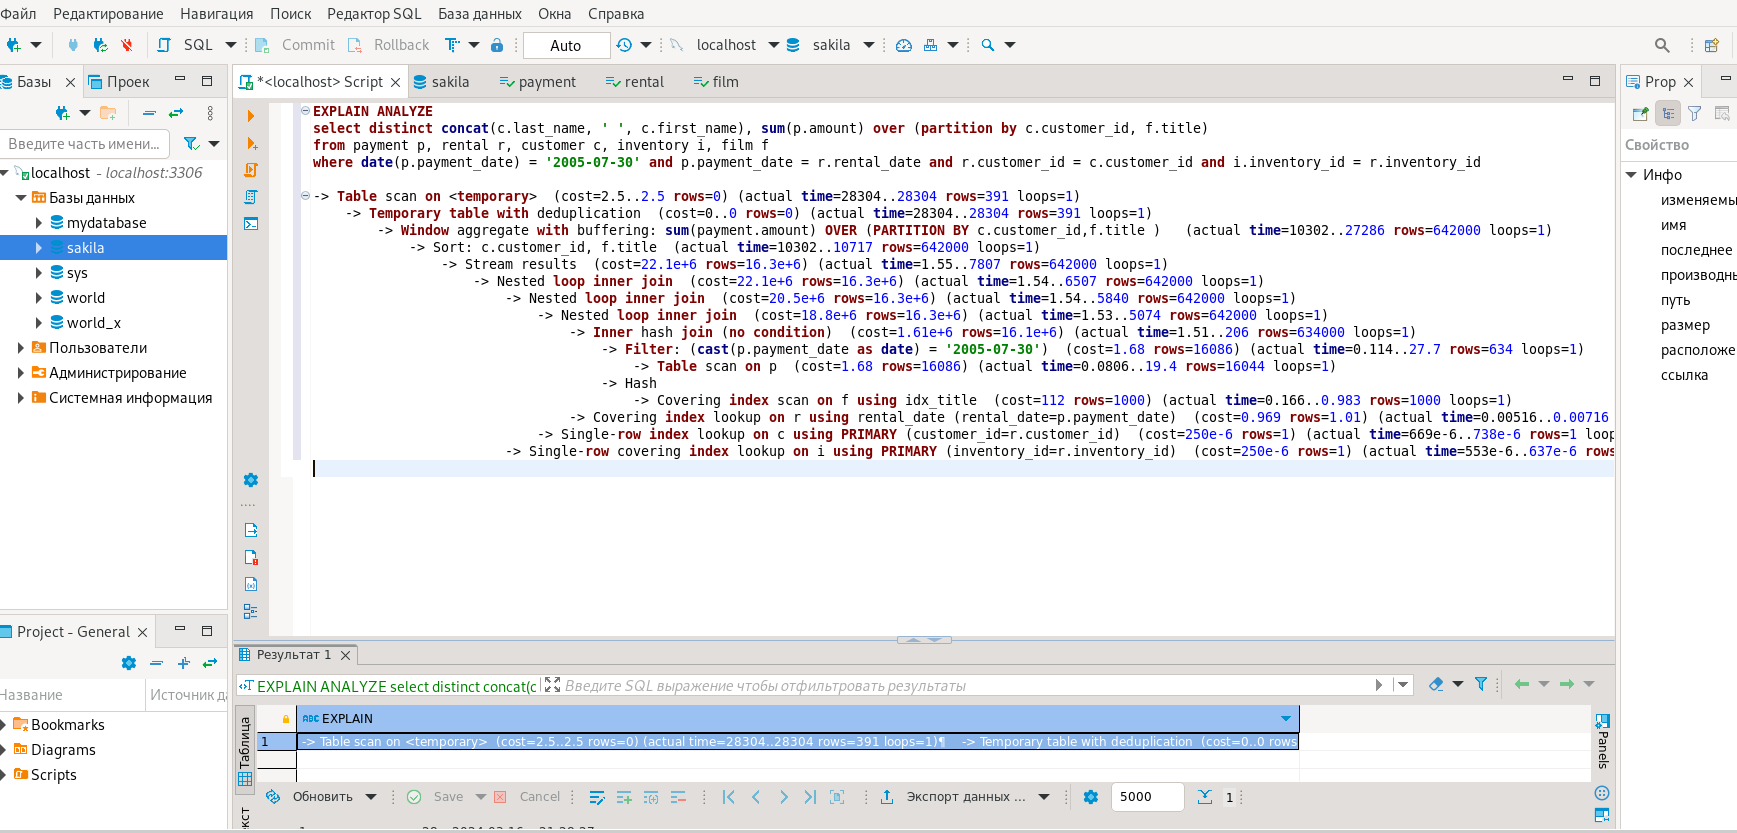 Файл Редактирование Навигация Поиск Редактор SQL База данных Окна Справка
SQL Commit Rollback Auto localhost sakila
Базы Проек
*<localhost> Script sakila payment rental film
Prop
Введите часть имени...
localhost - localhost:3306
Базы данных
mydatabase
sakila
sys
world
world_x
Пользователи
Администрирование
Системная информация
EXPLAIN ANALYZE
select distinct concat(c.last_name, ' ', c.first_name), sum(p.amount) over (partition by c.customer_id, f.title)
from payment p, rental r, customer c, inventory i, film f
where date(p.payment_date) = '2005-07-30' and p.payment_date = r.rental_date and r.customer_id = c.customer_id and i.inventory_id = r.inventory_id
-> Table scan on <temporary>  (cost=2.5..2.5 rows=0) (actual time=28304..28304 rows=391 loops=1)
-> Temporary table with deduplication  (cost=0..0 rows=0) (actual time=28304..28304 rows=391 loops=1)
-> Window aggregate with buffering: sum(payment.amount) OVER (PARTITION BY c.customer_id,f.title )   (actual time=10302..27286 rows=642000 loops=1)
-> Sort: c.customer_id, f.title  (actual time=10302..10717 rows=642000 loops=1)
-> Stream results  (cost=22.1e+6 rows=16.3e+6) (actual time=1.55..7807 rows=642000 loops=1)
-> Nested loop inner join  (cost=22.1e+6 rows=16.3e+6) (actual time=1.54..6507 rows=642000 loops=1)
-> Nested loop inner join  (cost=20.5e+6 rows=16.3e+6) (actual time=1.54..5840 rows=642000 loops=1)
-> Nested loop inner join  (cost=18.8e+6 rows=16.3e+6) (actual time=1.53..5074 rows=642000 loops=1)
-> Inner hash join (no condition)  (cost=1.61e+6 rows=16.1e+6) (actual time=1.51..206 rows=634000 loops=1)
-> Filter: (cast(p.payment_date as date) = '2005-07-30')  (cost=1.68 rows=16086) (actual time=0.114..27.7 rows=634 loops=1)
-> Table scan on p  (cost=1.68 rows=16086) (actual time=0.0806..19.4 rows=16044 loops=1)
-> Hash
-> Covering index scan on f using idx_title  (cost=112 rows=1000) (actual time=0.166..0.983 rows=1000 loops=1)
-> Covering index lookup on r using rental_date (rental_date=p.payment_date)  (cost=0.969 rows=1.01) (actual time=0.00516..0.00716
-> Single-row index lookup on c using PRIMARY (customer_id=r.customer_id)  (cost=250e-6 rows=1) (actual time=669e-6..738e-6 rows=1 loop
-> Single-row covering index lookup on i using PRIMARY (inventory_id=r.inventory_id)  (cost=250e-6 rows=1) (actual time=553e-6..637e-6 rows
Свойство
Инфо
изменяемы
имя
последнее
производнь
путь
размер
расположе
ссылка
Project - General
Название Источник да
Bookmarks
Diagrams
Scripts
Результат 1
EXPLAIN ANALYZE select distinct concat(c Введите SQL выражение чтобы отфильтровать результаты
Таблица
ABC EXPLAIN
1 -> Table scan on <temporary>  (cost=2.5..2.5 rows=0) (actual time=28304..28304 rows=391 loops=1)¶    -> Temporary table with deduplication  (cost=0..0 rows
Panels
Обновить Save Cancel Экспорт данных ... 5000 1